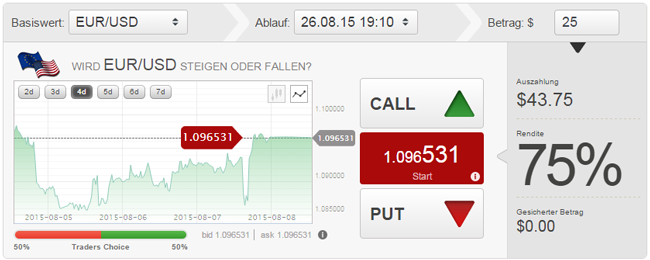 Basiswert: EUR/USD Ablauf: 26.08.15 19:10 Betrag: $ 25
WIRD EUR/USD STEIGEN ODER FALLEN?
2d 3d 4d 5d 6d 7d
1.100000
1.096531 1.096531
1.090000
1.085000
2015-08-05 2015-08-06 2015-08-07 2015-08-08
50% Traders Choice 50%
bid 1.096531 ask 1.096531
CALL
1.096531
Start
PUT
Auszahlung
$43.75
Rendite
75%
Gesicherter Betrag
$0.00